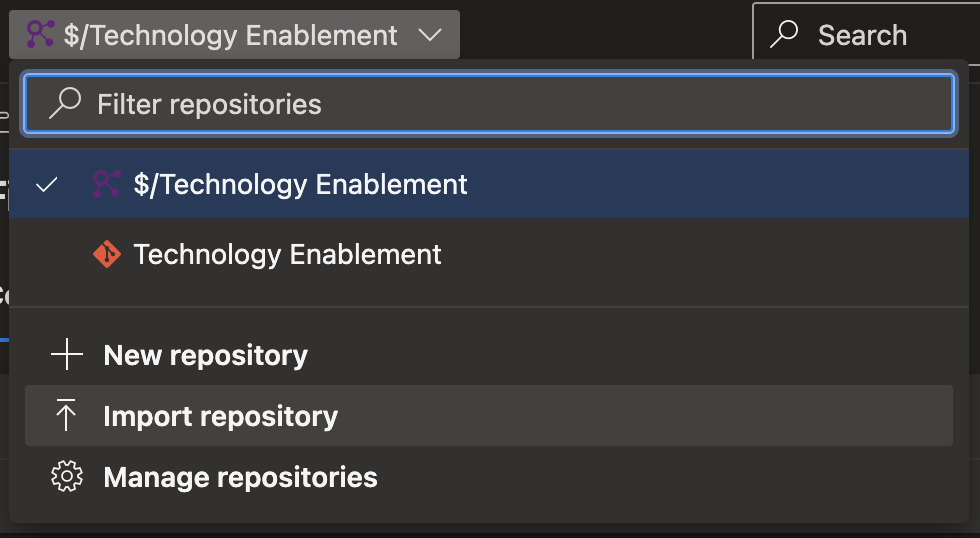 $/Technology Enablement
Search
Filter repositories
$/Technology Enablement
Technology Enablement
New repository
Import repository
Manage repositories